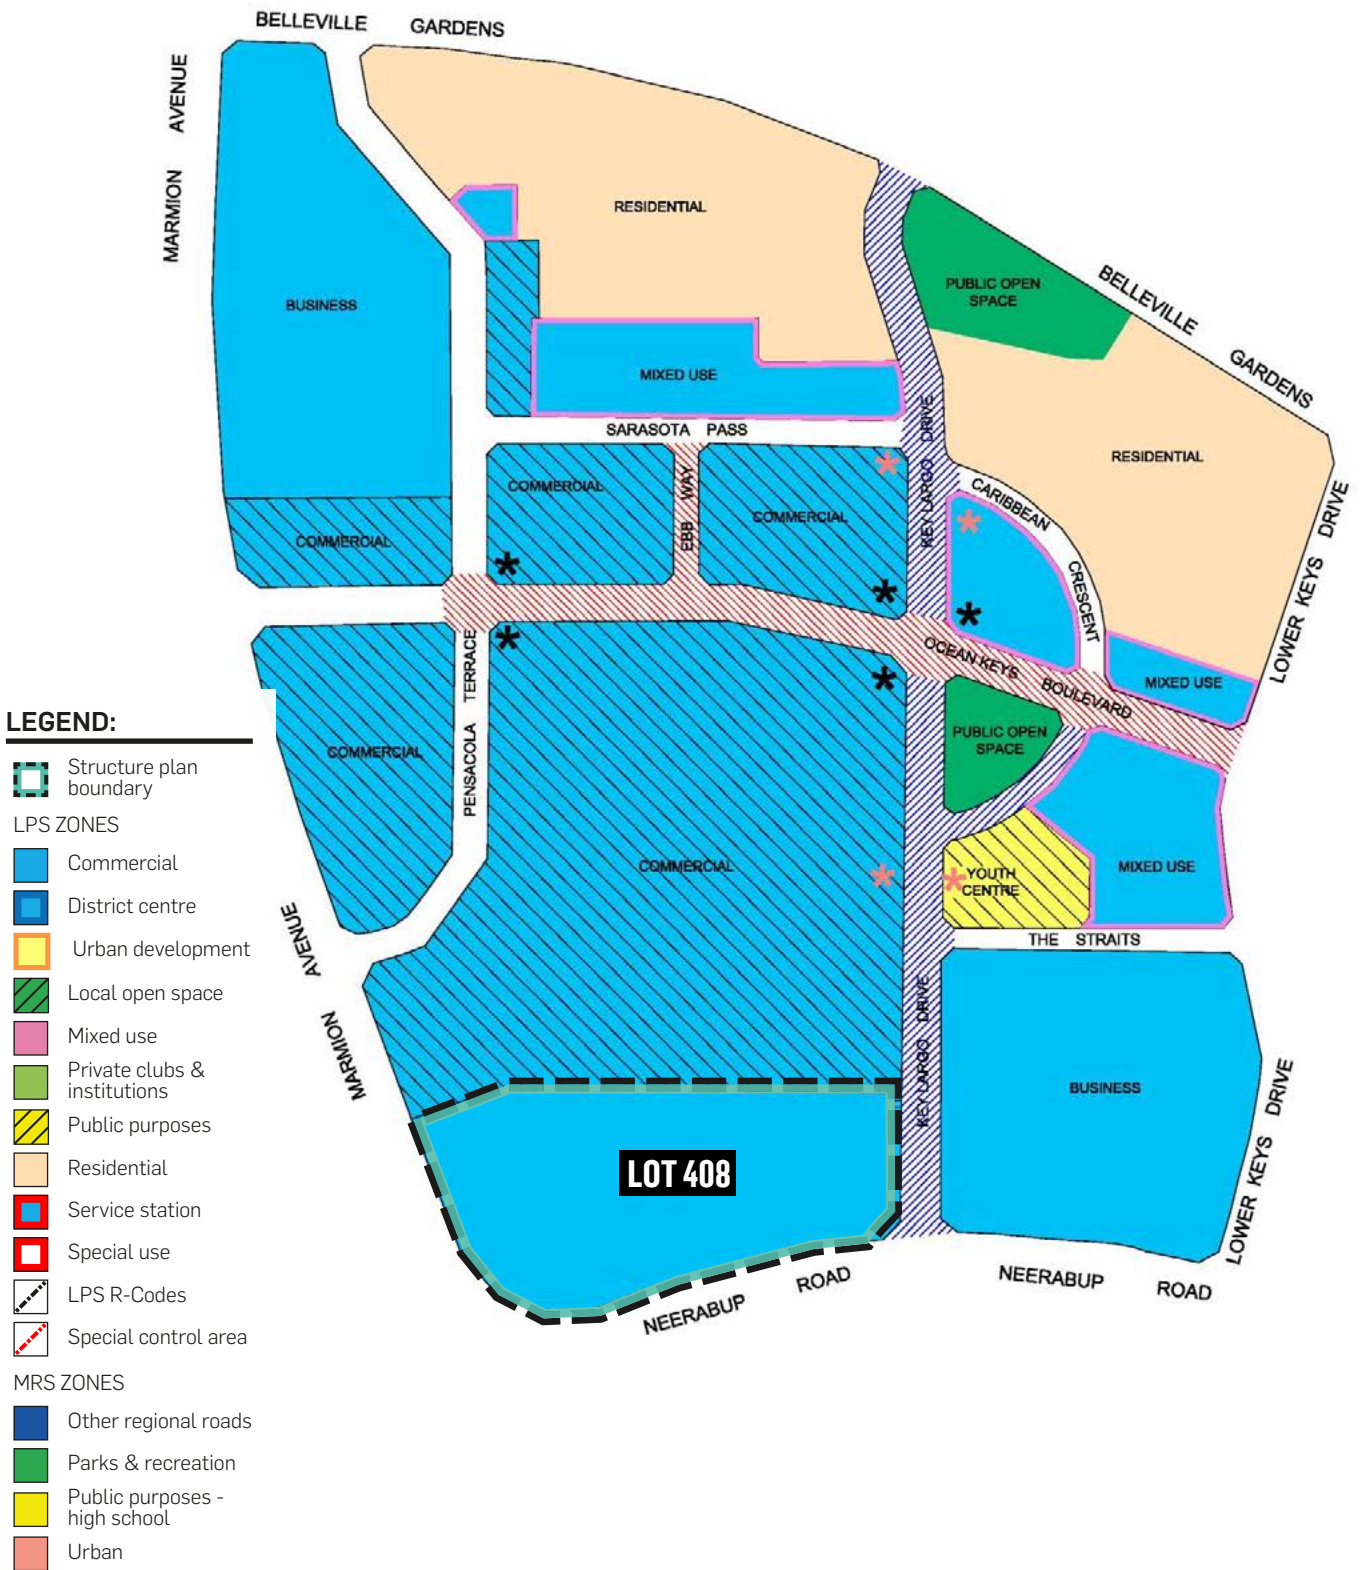 BELLEVILLE GARDENS
MARMION AVENUE
RESIDENTIAL
PUBLIC OPEN
SPACE
BELLEVILLE GARDENS
BUSINESS
MIXED USE
KEY LARGO DRIVE
SARASOTA PASS
RESIDENTIAL
COMMERCIAL
EBB WAY
COMMERCIAL
CARIBBEAN CRESCENT
LOWER KEYS DRIVE
COMMERCIAL
OCEAN KEYS BOULEVARD
MIXED USE
PENSACOLA TERRACE
COMMERCIAL
PUBLIC OPEN
SPACE
COMMERCIAL
YOUTH
CENTRE
MIXED USE
THE STRAITS
MARMION AVENUE
KEY LARGO DRIVE
BUSINESS
LOWER KEYS DRIVE
LOT 408
NEERABUP ROAD
NEERABUP ROAD
LEGEND:
Structure plan
boundary
LPS ZONES
Commercial
District centre
Urban development
Local open space
Mixed use
Private clubs &
institutions
Public purposes
Residential
Service station
Special use
LPS R-Codes
Special control area
MRS ZONES
Other regional roads
Parks & recreation
Public purposes -
high school
Urban